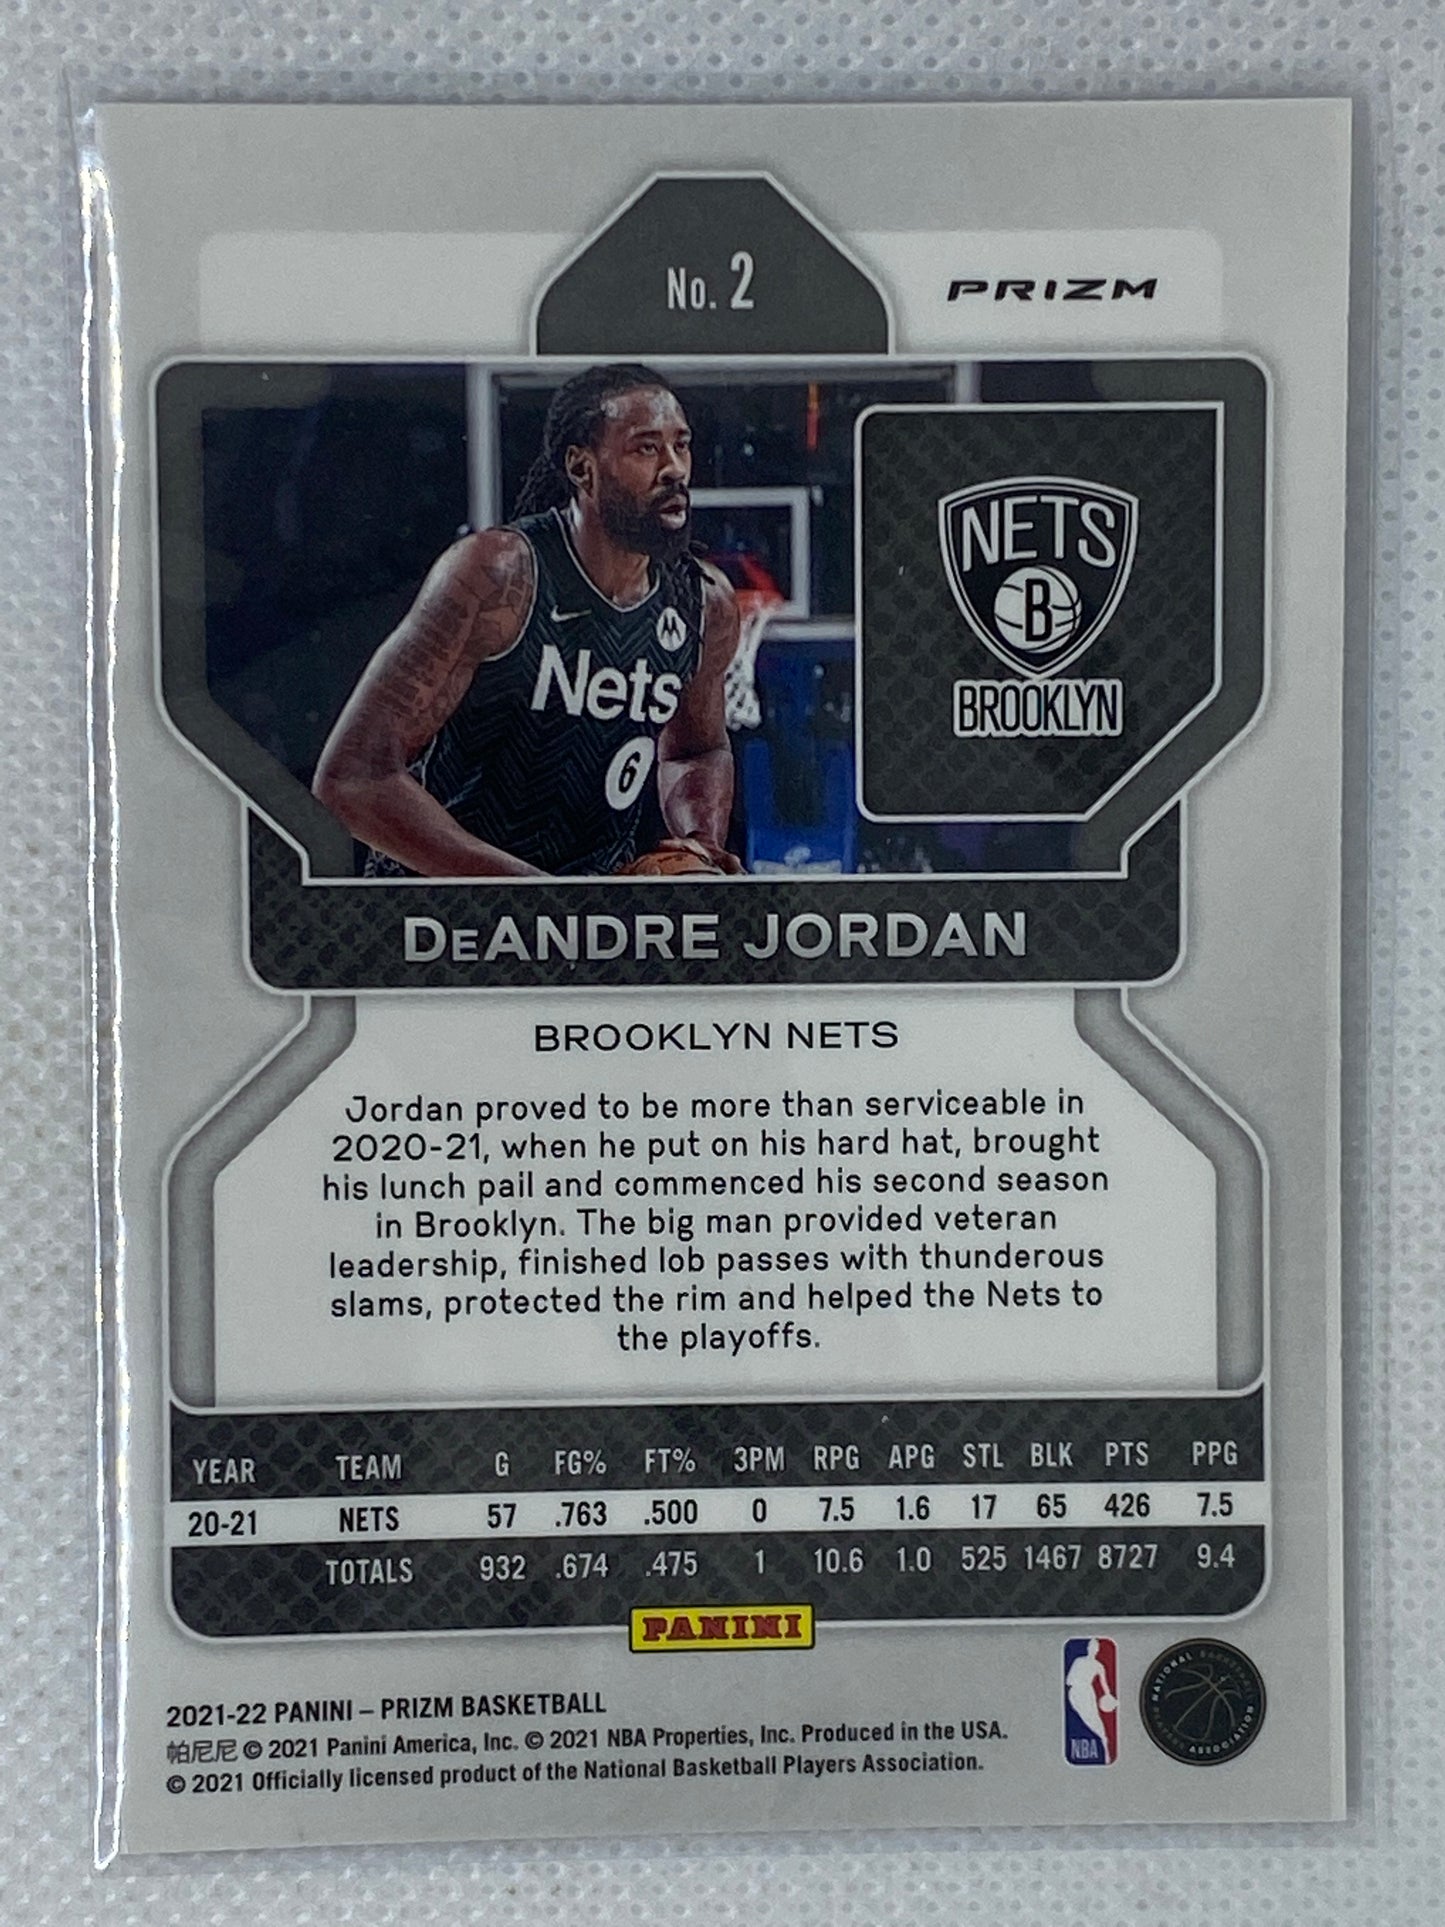 No. 2
PRIZM
NETS
B
BROOKLYN
Nets
6
DeANDRE JORDAN
BROOKLYN NETS
Jordan proved to be more than serviceable in
2020-21, when he put on his hard hat, brought
his lunch pail and commenced his second season
in Brooklyn. The big man provided veteran
leadership, finished lob passes with thunderous
slams, protected the rim and helped the Nets to
the playoffs.
YEAR TEAM G FG% FT% 3PM RPG APG STL BLK PTS PPG
20-21 NETS 57 .763 .500 0 7.5 1.6 17 65 426 7.5
TOTALS 932 .674 .475 1 10.6 1.0 525 1467 8727 9.4
PANINI
2021-22 PANINI – PRIZM BASKETBALL
帕尼尼 © 2021 Panini America, Inc. © 2021 NBA Properties, Inc. Produced in the USA.
© 2021 Officially licensed product of the National Basketball Players Association.
NBA
NATIONAL BASKETBALL PLAYERS ASSOCIATION